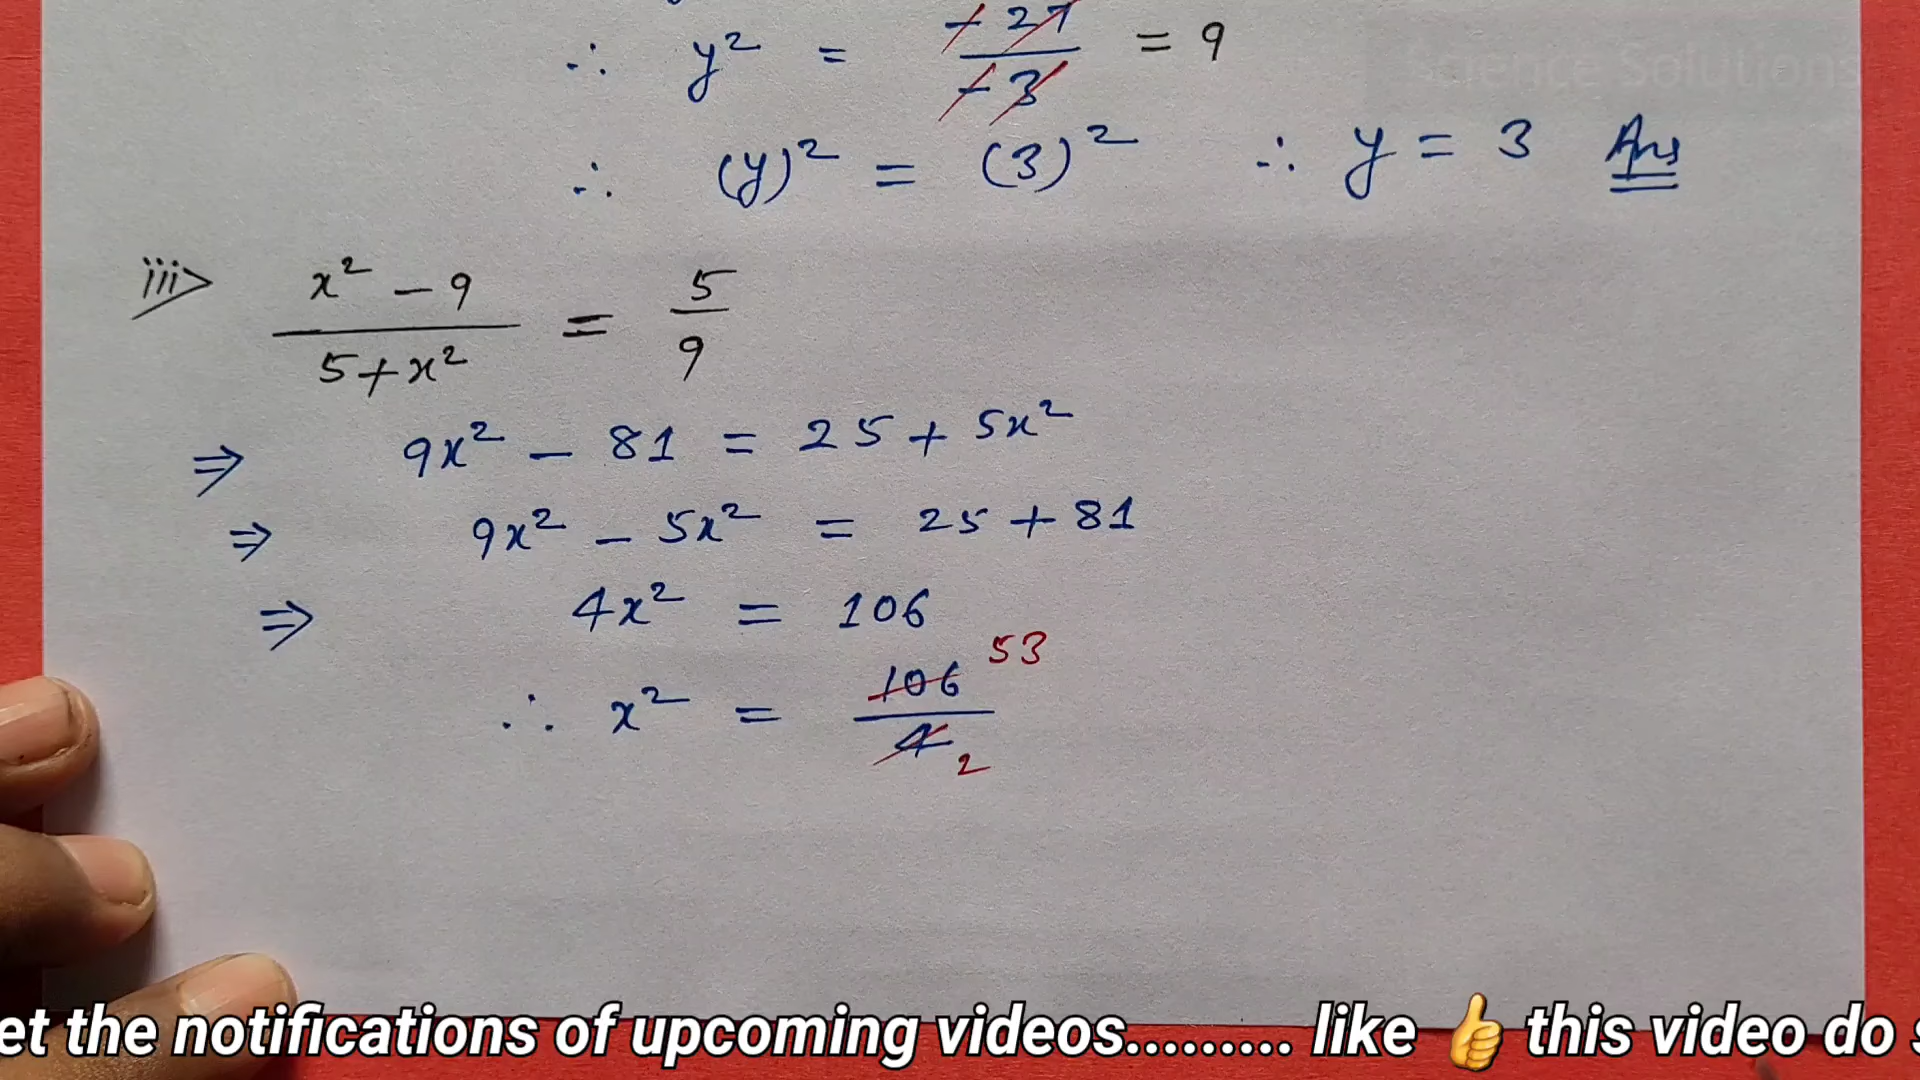 ∴ y² = -27/-3 = 9
Science Solutions
∴ (y)² = (3)² ∴ y = 3 Ans
iii> x² - 9 / 5+x² = 5/9
⇒ 9x² - 81 = 25 + 5x²
⇒ 9x² - 5x² = 25 + 81
⇒ 4x² = 106
∴ x² = 106/4 53 2
et the notifications of upcoming videos......... like 👍 this video do